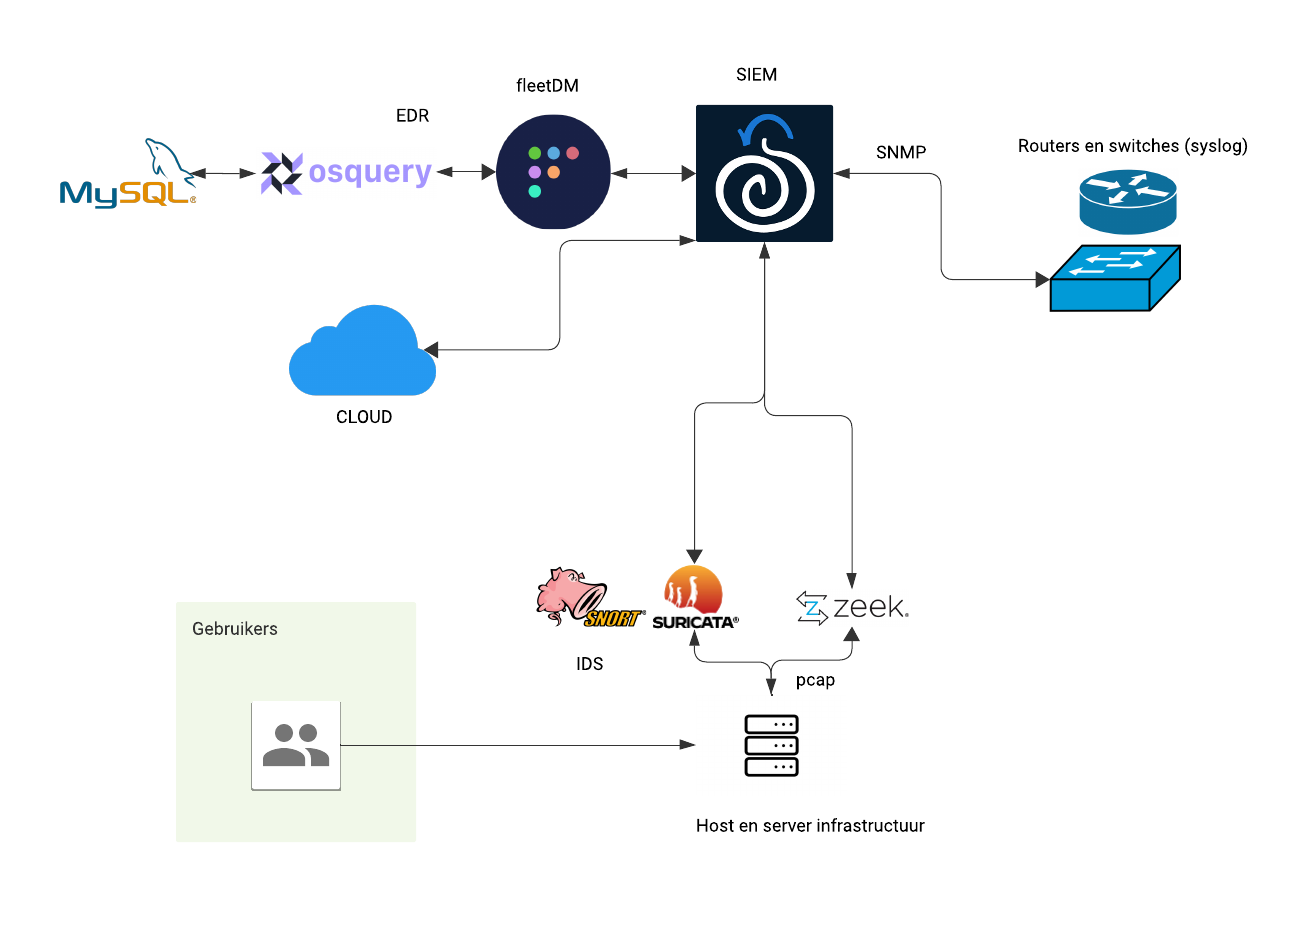 SIEM
fleetDM
EDR
SNMP
Routers en switches (syslog)
MySQL®
osquery
CLOUD
SNORT®
SURICATA®
zeek®
IDS
Gebruikers
pcap
Host en server infrastructuur